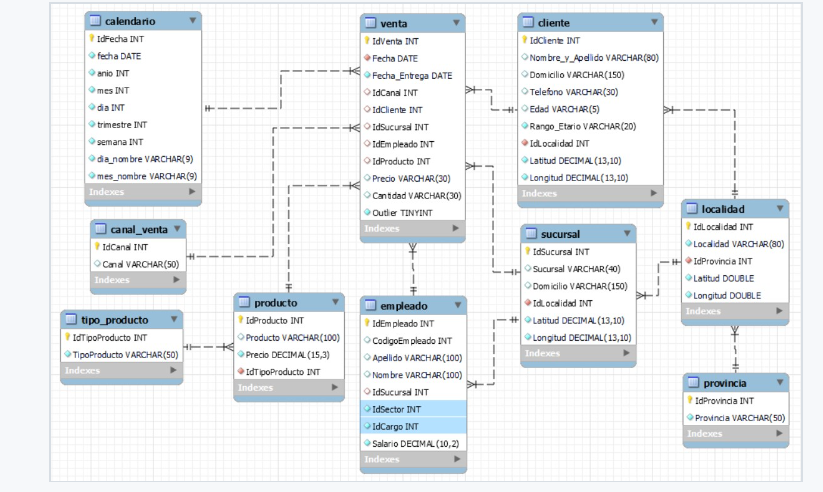 calendario
IdFecha INT
fecha DATE
anio INT
mes INT
dia INT
trimestre INT
semana INT
dia_nombre VARCHAR(9)
mes_nombre VARCHAR(9)
Indexes
venta
IdVenta INT
Fecha DATE
Fecha_Entrega DATE
IdCanal INT
IdCliente INT
IdSucursal INT
IdEmpleado INT
IdProducto INT
Precio VARCHAR(30)
Cantidad VARCHAR(30)
Outlier TINYINT
Indexes
cliente
IdCliente INT
Nombre_y_Apellido VARCHAR(80)
Domicilio VARCHAR(150)
Telefono VARCHAR(30)
Edad VARCHAR(5)
Rango_Etario VARCHAR(20)
IdLocalidad INT
Latitud DECIMAL(13,10)
Longitud DECIMAL(13,10)
Indexes
canal_venta
IdCanal INT
Canal VARCHAR(50)
Indexes
localidad
IdLocalidad INT
Localidad VARCHAR(80)
IdProvincia INT
Latitud DOUBLE
Longitud DOUBLE
Indexes
sucursal
IdSucursal INT
Sucursal VARCHAR(40)
Domicilio VARCHAR(150)
IdLocalidad INT
Latitud DECIMAL(13,10)
Longitud DECIMAL(13,10)
Indexes
tipo_producto
IdTipoProducto INT
TipoProducto VARCHAR(50)
Indexes
producto
IdProducto INT
Producto VARCHAR(100)
Precio DECIMAL(15,3)
IdTipoProducto INT
Indexes
empleado
IdEmpleado INT
CodigoEmpleado INT
Apellido VARCHAR(100)
Nombre VARCHAR(100)
IdSucursal INT
IdSector INT
IdCargo INT
Salario DECIMAL(10,2)
Indexes
provincia
IdProvincia INT
Provincia VARCHAR(50)
Indexes